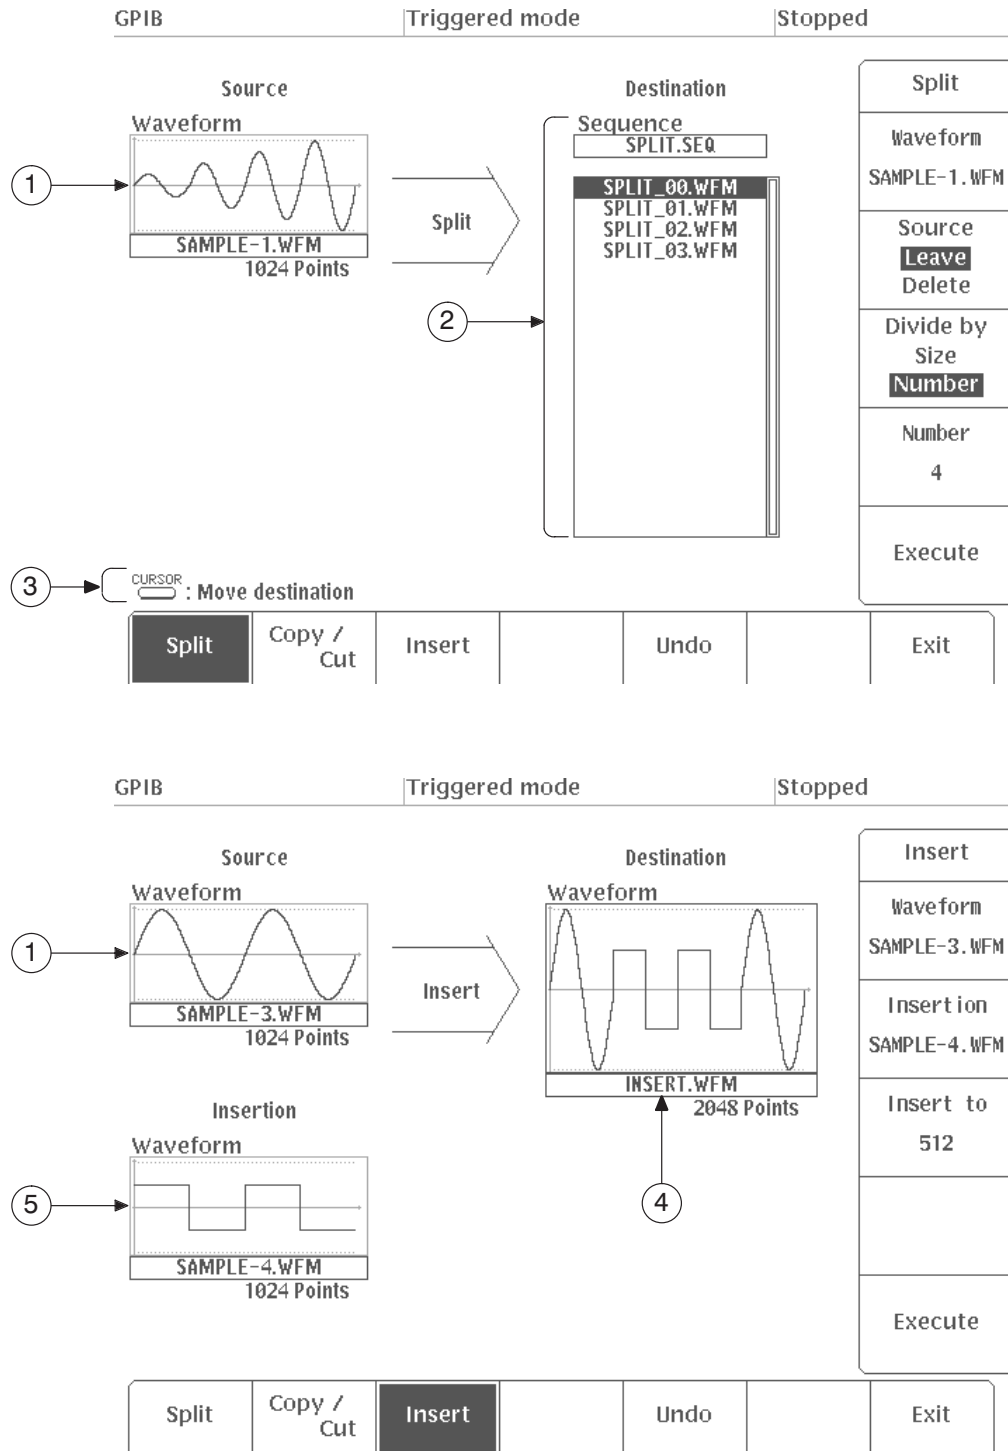 GPIB
Triggered mode
Stopped
Source
Waveform
SAMPLE-1.WFM
1024 Points
1
Split
Destination
Sequence
SPLIT.SEQ
SPLIT_00.WFM
SPLIT_01.WFM
SPLIT_02.WFM
SPLIT_03.WFM
2
Split
Waveform
SAMPLE-1.WFM
Source
Leave
Delete
Divide by
Size
Number
Number
4
Execute
3
CURSOR
: Move destination
Split
Copy /
Cut
Insert
Undo
Exit
GPIB
Triggered mode
Stopped
Source
Waveform
SAMPLE-3.WFM
1024 Points
1
Insert
Destination
Waveform
INSERT.WFM
2048 Points
4
Insertion
Waveform
SAMPLE-4.WFM
1024 Points
5
Insert
Waveform
SAMPLE-3.WFM
Insertion
SAMPLE-4.WFM
Insert to
512
Execute
Split
Copy /
Cut
Insert
Undo
Exit